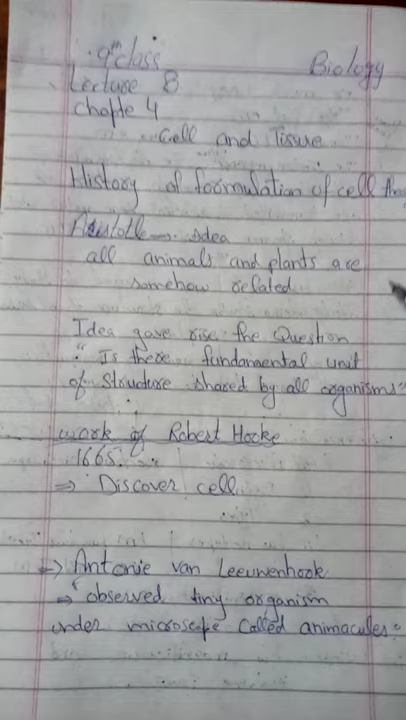 9th class
Biology
Lecture 8
chapte 4
Cell and Tissue
History of formulation of cell
Aristotle → Idea
all animals and plants are
somehow related
Idea gave rise the Question
"Is there fundamental unit
of structure shared by all organisms"
work of Robert Hooke
1665.
⇒ Discover cell
→ Antonie van Leeuwenhook
⇒ observed tiny organism
under microscope Called animacules